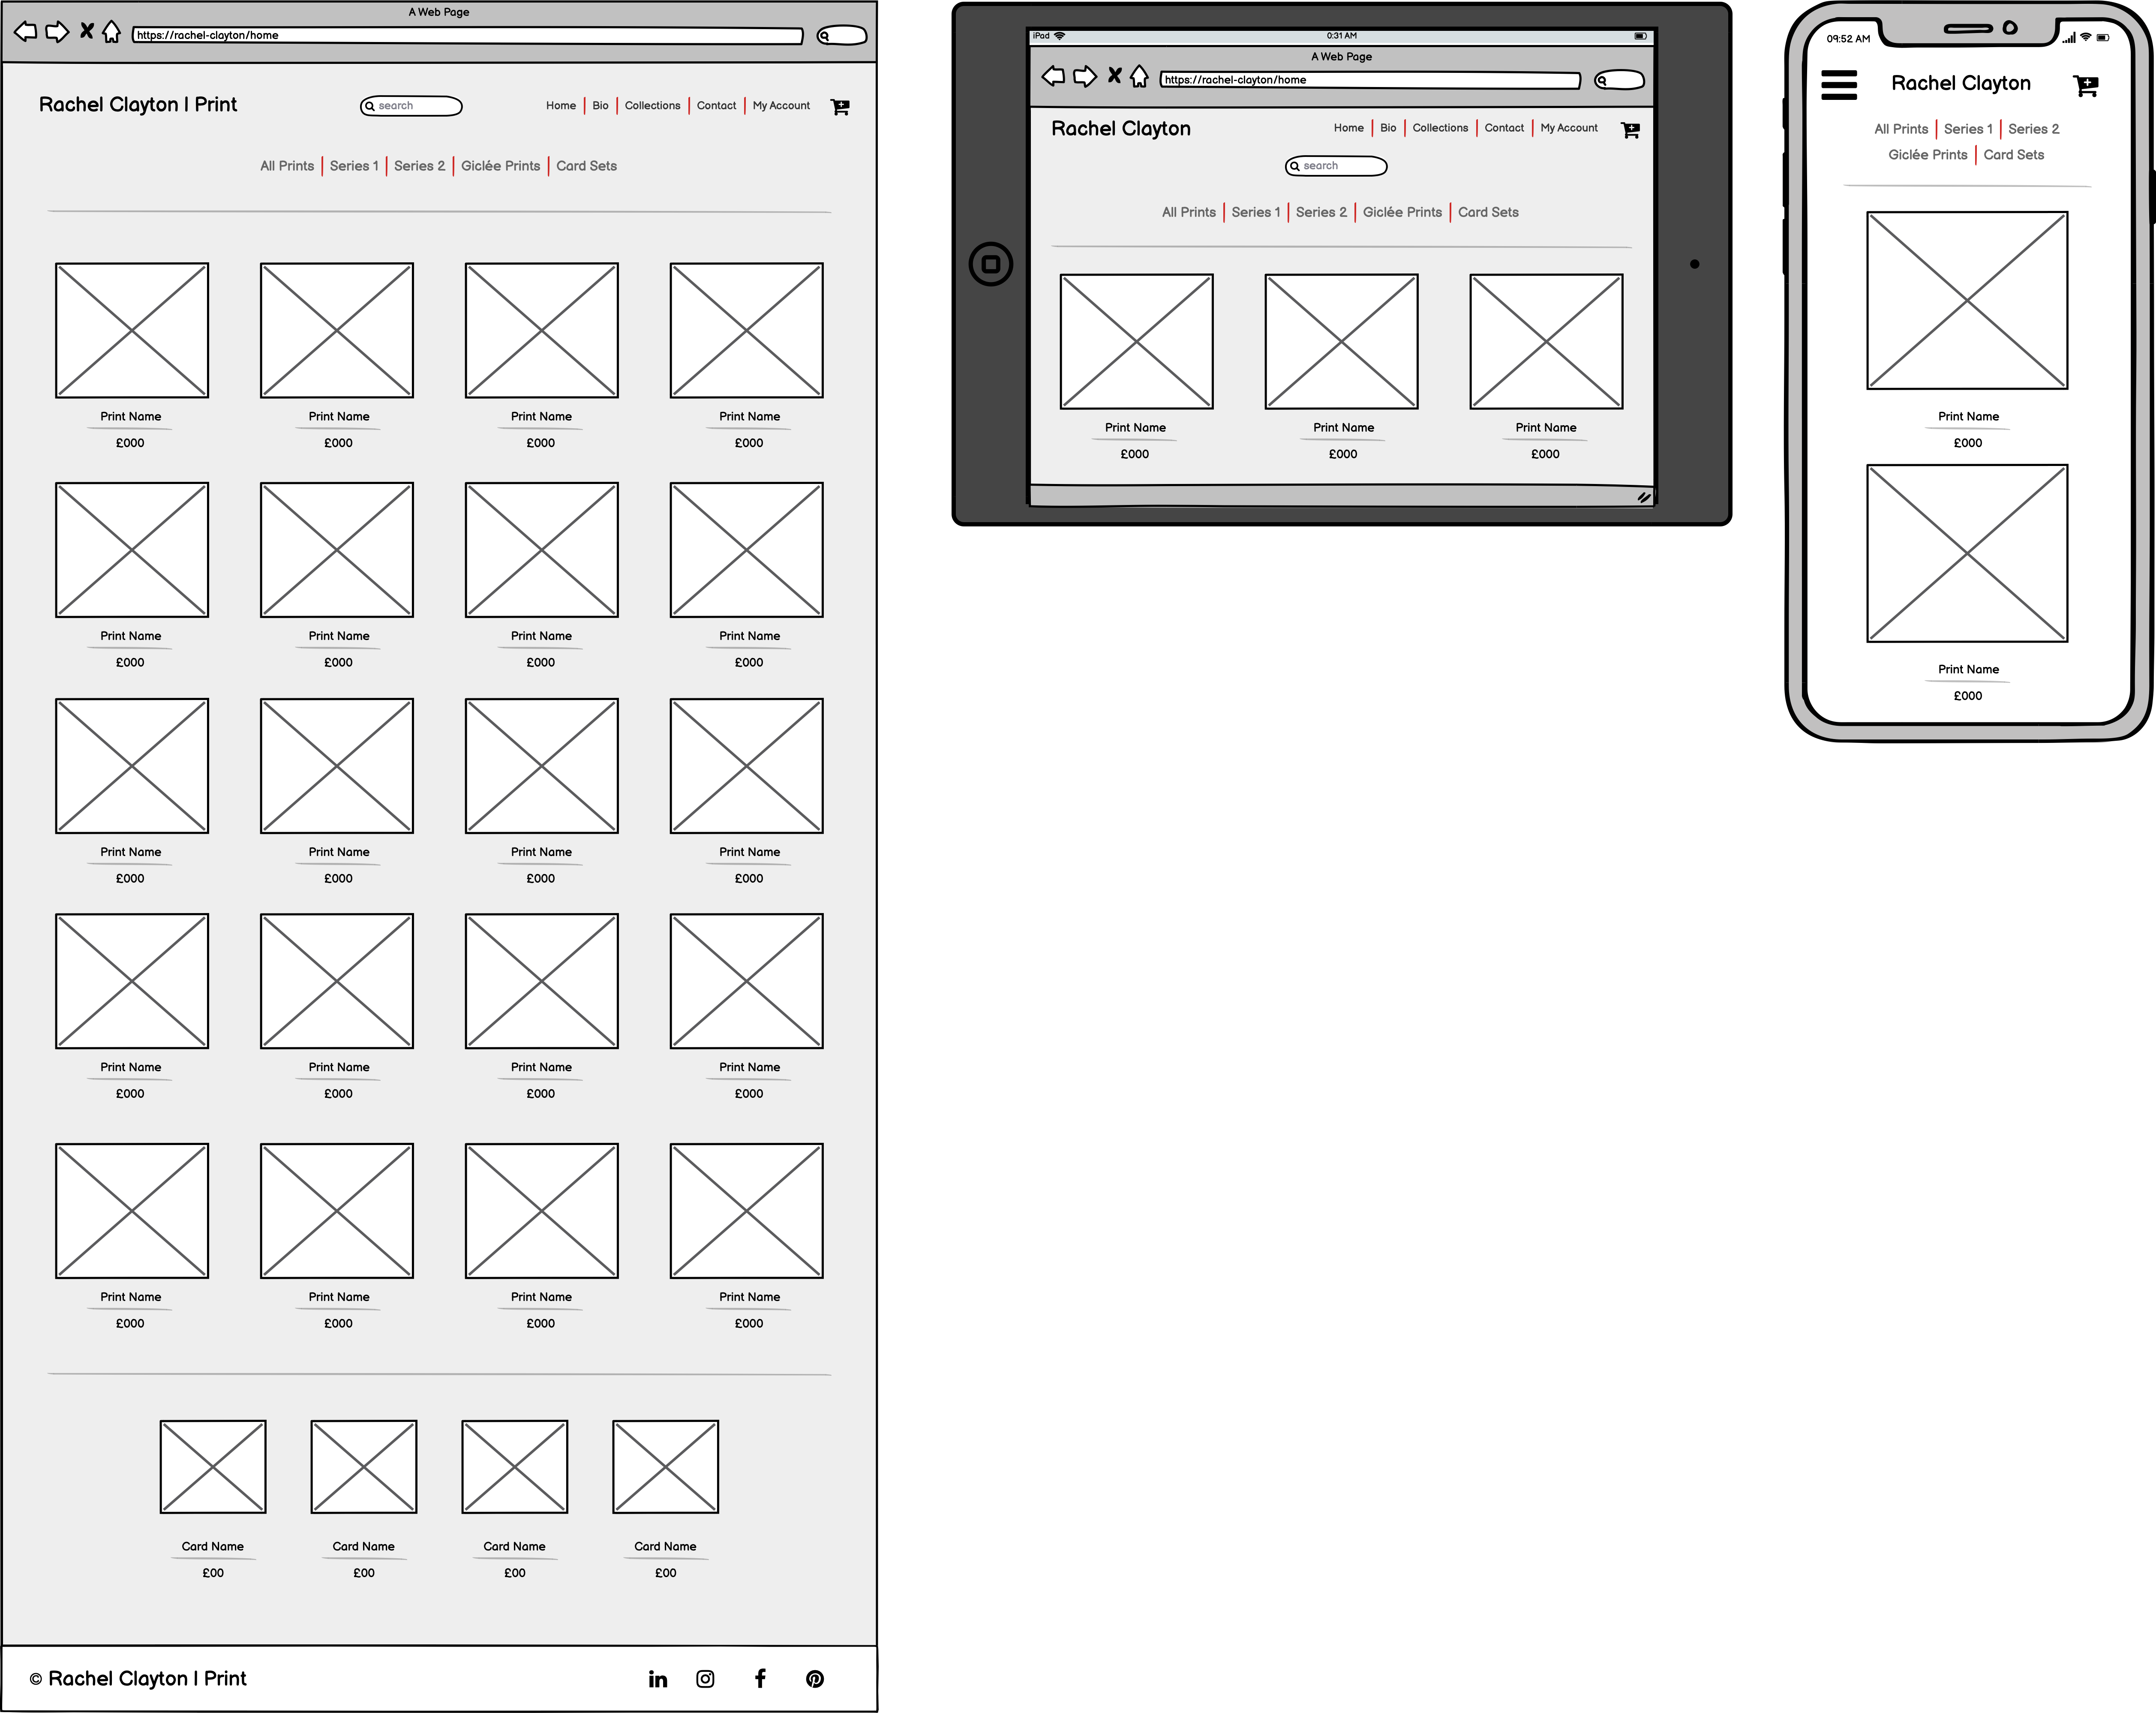 A Web Page
https://rachel-clayton/home
Rachel Clayton | Print
search
Home | Bio | Collections | Contact | My Account
All Prints | Series 1 | Series 2 | Giclée Prints | Card Sets
Print Name Print Name Print Name Print Name
£000 £000 £000 £000
Print Name Print Name Print Name Print Name
£000 £000 £000 £000
Print Name Print Name Print Name Print Name
£000 £000 £000 £000
Print Name Print Name Print Name Print Name
£000 £000 £000 £000
Print Name Print Name Print Name Print Name
£000 £000 £000 £000
Card Name Card Name Card Name Card Name
£00 £00 £00 £00
© Rachel Clayton | Print
iPad 0:31 AM
A Web Page
https://rachel-clayton/home
Rachel Clayton
Home | Bio | Collections | Contact | My Account
search
All Prints | Series 1 | Series 2 | Giclée Prints | Card Sets
Print Name Print Name Print Name
£000 £000 £000
09:52 AM
Rachel Clayton
All Prints | Series 1 | Series 2
Giclée Prints | Card Sets
Print Name
£000
Print Name
£000